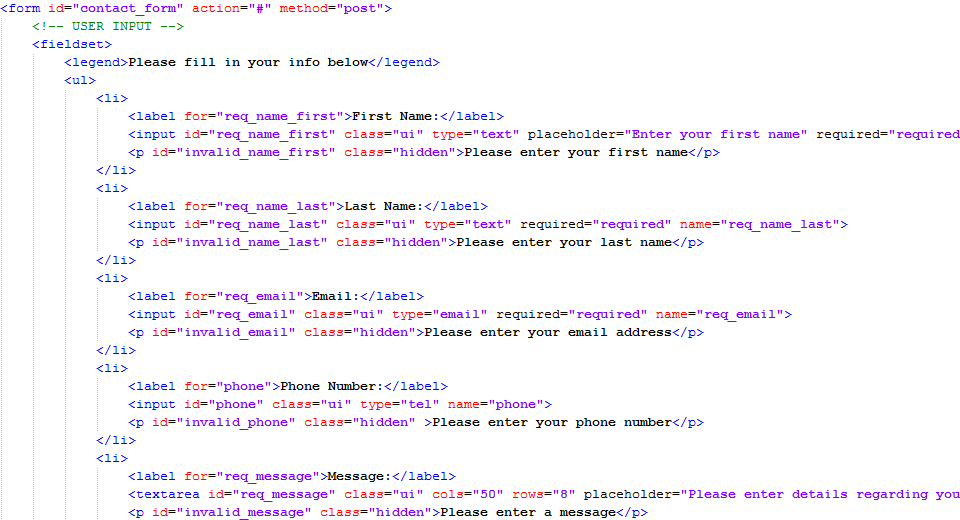 <form id="contact_form" action="#" method="post">
<!-- USER INPUT -->
<fieldset>
<legend>Please fill in your info below</legend>
<ul>
<li>
<label for="req_name_first">First Name:</label>
<input id="req_name_first" class="ui" type="text" placeholder="Enter your first name" required="required
<p id="invalid_name_first" class="hidden">Please enter your first name</p>
</li>
<li>
<label for="req_name_last">Last Name:</label>
<input id="req_name_last" class="ui" type="text" required="required" name="req_name_last">
<p id="invalid_name_last" class="hidden">Please enter your last name</p>
</li>
<li>
<label for="req_email">Email:</label>
<input id="req_email" class="ui" type="email" required="required" name="req_email">
<p id="invalid_email" class="hidden">Please enter your email address</p>
</li>
<li>
<label for="phone">Phone Number:</label>
<input id="phone" class="ui" type="tel" name="phone">
<p id="invalid_phone" class="hidden" >Please enter your phone number</p>
</li>
<li>
<label for="req_message">Message:</label>
<textarea id="req_message" class="ui" cols="50" rows="8" placeholder="Please enter details regarding you
<p id="invalid_message" class="hidden">Please enter a message</p>